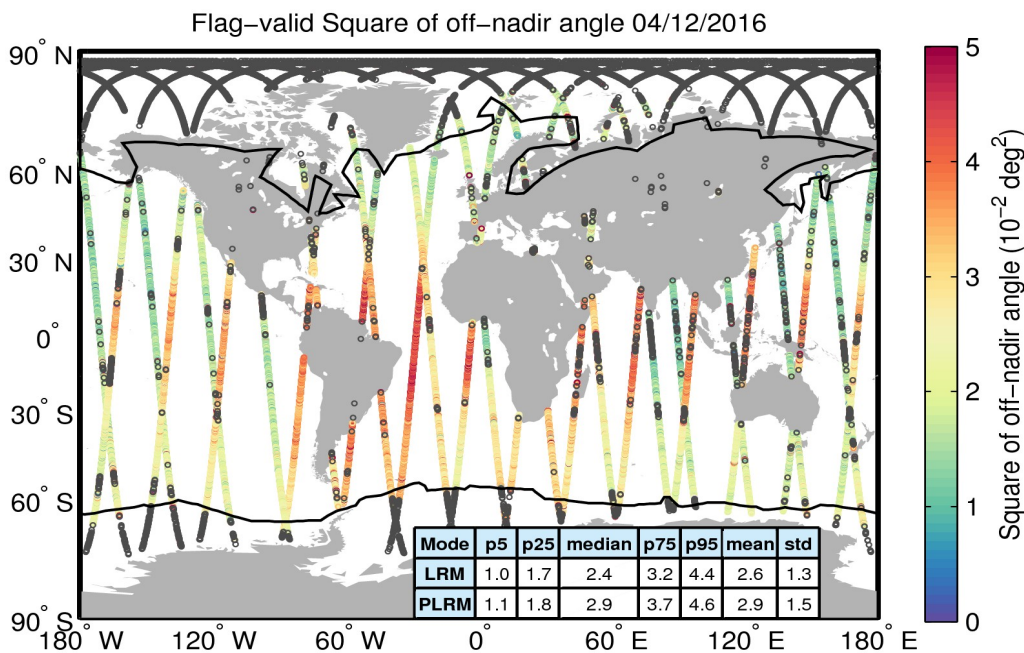 Flag−valid Square of off−nadir angle 04/12/2016
90° N
60° N
30° N
0°
30° S
60° S
90° S
180° W
120° W
60° W
0°
60° E
120° E
180° E
Mode p5 p25 median p75 p95 mean std
LRM 1.0 1.7 2.4 3.2 4.4 2.6 1.3
PLRM 1.1 1.8 2.9 3.7 4.6 2.9 1.5
5
4
3
2
1
0
Square of off−nadir angle (10⁻² deg²)